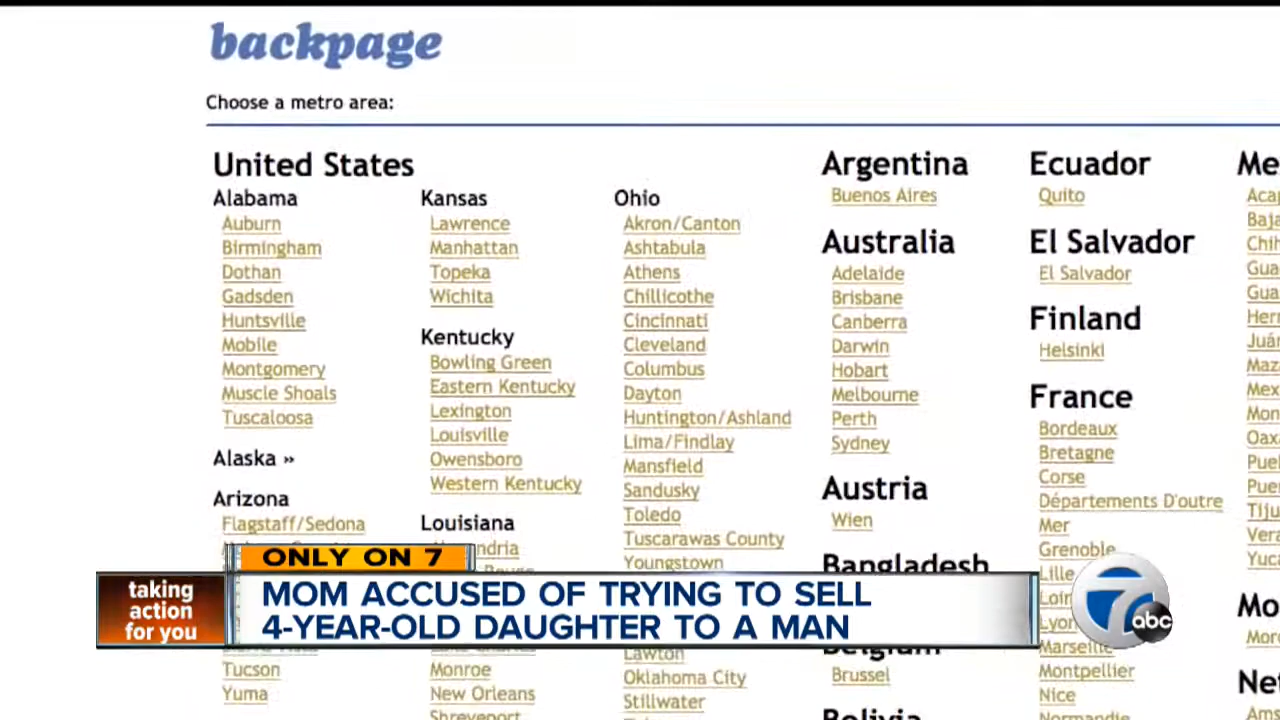 backpage
Choose a metro area:
United States
Alabama
Auburn
Birmingham
Dothan
Gadsden
Huntsville
Mobile
Montgomery
Muscle Shoals
Tuscaloosa
Alaska »
Arizona
Flagstaff/Sedona
Tucson
Yuma
Kansas
Lawrence
Manhattan
Topeka
Wichita
Kentucky
Bowling Green
Eastern Kentucky
Lexington
Louisville
Owensboro
Western Kentucky
Louisiana
Monroe
New Orleans
Shreveport
Ohio
Akron/Canton
Ashtabula
Athens
Chillicothe
Cincinnati
Cleveland
Columbus
Dayton
Huntington/Ashland
Lima/Findlay
Mansfield
Sandusky
Toledo
Tuscarawas County
Youngstown
Lawton
Oklahoma City
Stillwater
Argentina
Buenos Aires
Australia
Adelaide
Brisbane
Canberra
Darwin
Hobart
Melbourne
Perth
Sydney
Austria
Wien
Bangladesh
Belgium
Brussel
Bolivia
Ecuador
Quito
El Salvador
El Salvador
Finland
Helsinki
France
Bordeaux
Bretagne
Corse
Départements D'outre
Mer
Grenoble
Lille
Marseille
Montpellier
Nice
Normandie
ONLY ON 7
taking
action
for you
MOM ACCUSED OF TRYING TO SELL
4-YEAR-OLD DAUGHTER TO A MAN
7
abc